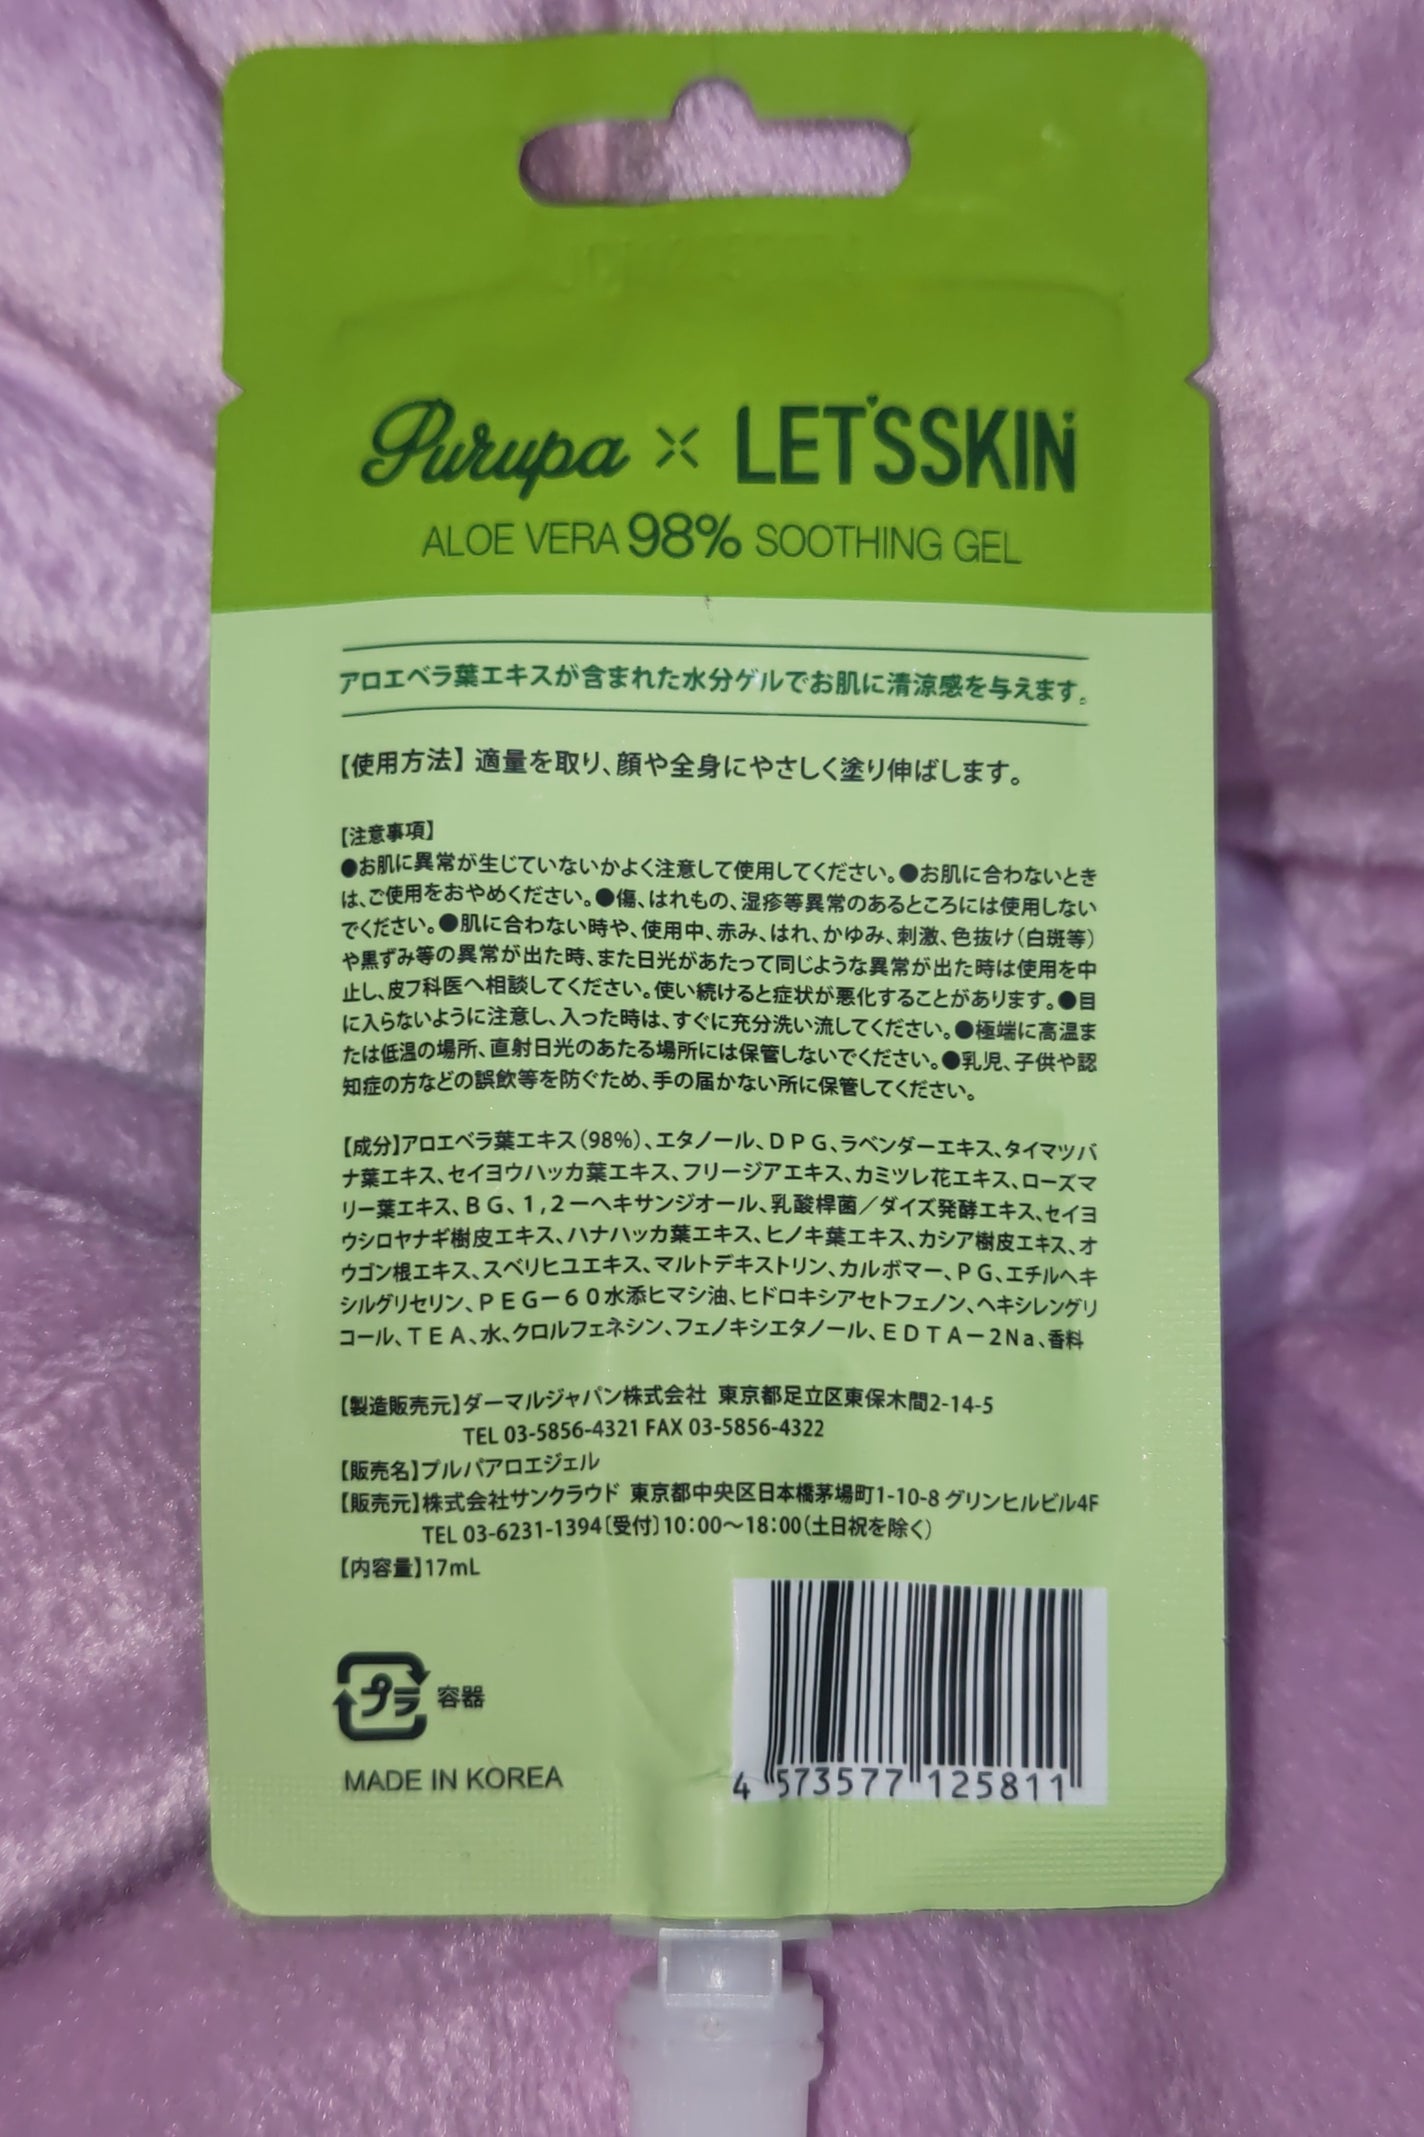 Purupa × LET'SSKIN
ALOE VERA 98% SOOTHING GEL
アロエベラ葉エキスが含まれた水分ゲルでお肌に清涼感を与えます。
【使用方法】適量を取り、顔や全身にやさしく塗り伸ばします。
【注意事項】
●お肌に異常が生じていないかよく注意して使用してください。●お肌に合わないとき
は、ご使用をおやめください。●傷、はれもの、湿疹等異常のあるところには使用しない
でください。●肌に合わない時や、使用中、赤み、はれ、かゆみ、刺激、色抜け（白斑等）
や黒ずみ等の異常が出た時、また日光があたって同じような異常が出た時は使用を中
止し、皮フ科医へ相談してください。使い続けると症状が悪化することがあります。●目
に入らないように注意し、入った時は、すぐに充分洗い流してください。●極端に高温ま
たは低温の場所、直射日光のあたる場所には保管しないでください。●乳児、子供や認
知症の方などの誤飲等を防ぐため、手の届かない所に保管してください。
【成分】アロエベラ葉エキス（98%）、エタノール、DPG、ラベンダーエキス、タイマツバ
ナ葉エキス、セイヨウハッカ葉エキス、フリージアエキス、カミツレ花エキス、ローズマ
リー葉エキス、BG、1,2－ヘキサンジオール、乳酸桿菌／ダイズ発酵エキス、セイヨ
ウシロヤナギ樹皮エキス、ハナハッカ葉エキス、ヒノキ葉エキス、カシア樹皮エキス、オ
ウゴン根エキス、スベリヒユエキス、マルトデキストリン、カルボマー、PG、エチルヘキ
シルグリセリン、PEG－60水添ヒマシ油、ヒドロキシアセトフェノン、ヘキシレングリ
コール、TEA、水、クロルフェネシン、フェノキシエタノール、EDTA－2Na、香料
【製造販売元】ダーマルジャパン株式会社 東京都足立区東保木間2-14-5
TEL 03-5856-4321 FAX 03-5856-4322
【販売名】プルパアロエジェル
【販売元】株式会社サンクラウド 東京都中央区日本橋茅場町1-10-8 グリンヒルビル4F
TEL 03-6231-1394〔受付〕10：00～18：00（土日祝を除く）
【内容量】17mL
プラ 容器
MADE IN KOREA
4 573577 125811